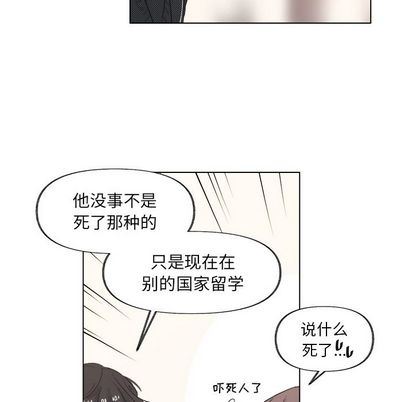 他没事不是
死了那种的
只是现在在
别的国家留学
说什么
死了…
吓死人了